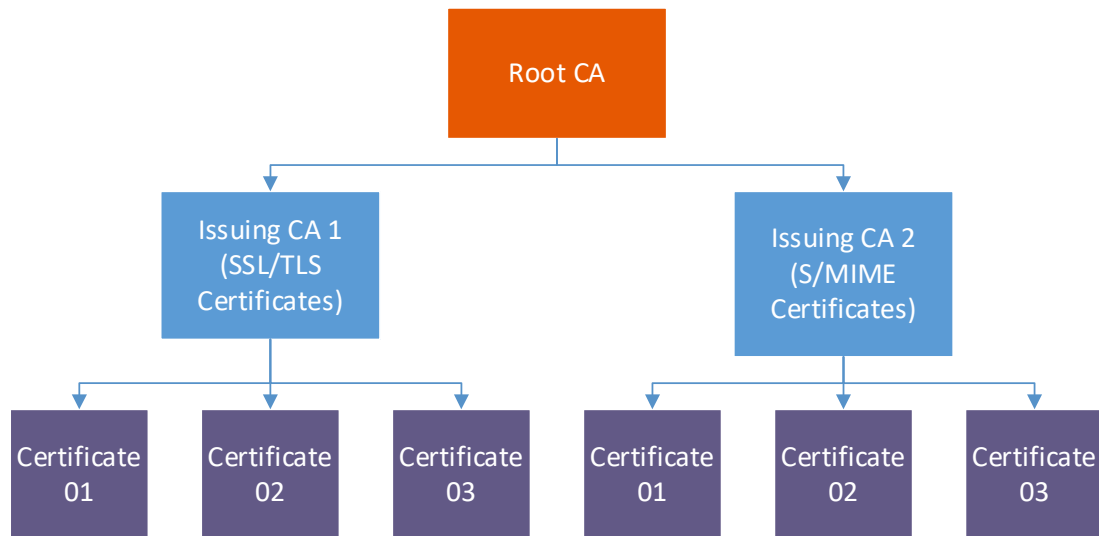 Root CA
Issuing CA 1
(SSL/TLS
Certificates)
Issuing CA 2
(S/MIME
Certificates)
Certificate
01
Certificate
02
Certificate
03
Certificate
01
Certificate
02
Certificate
03